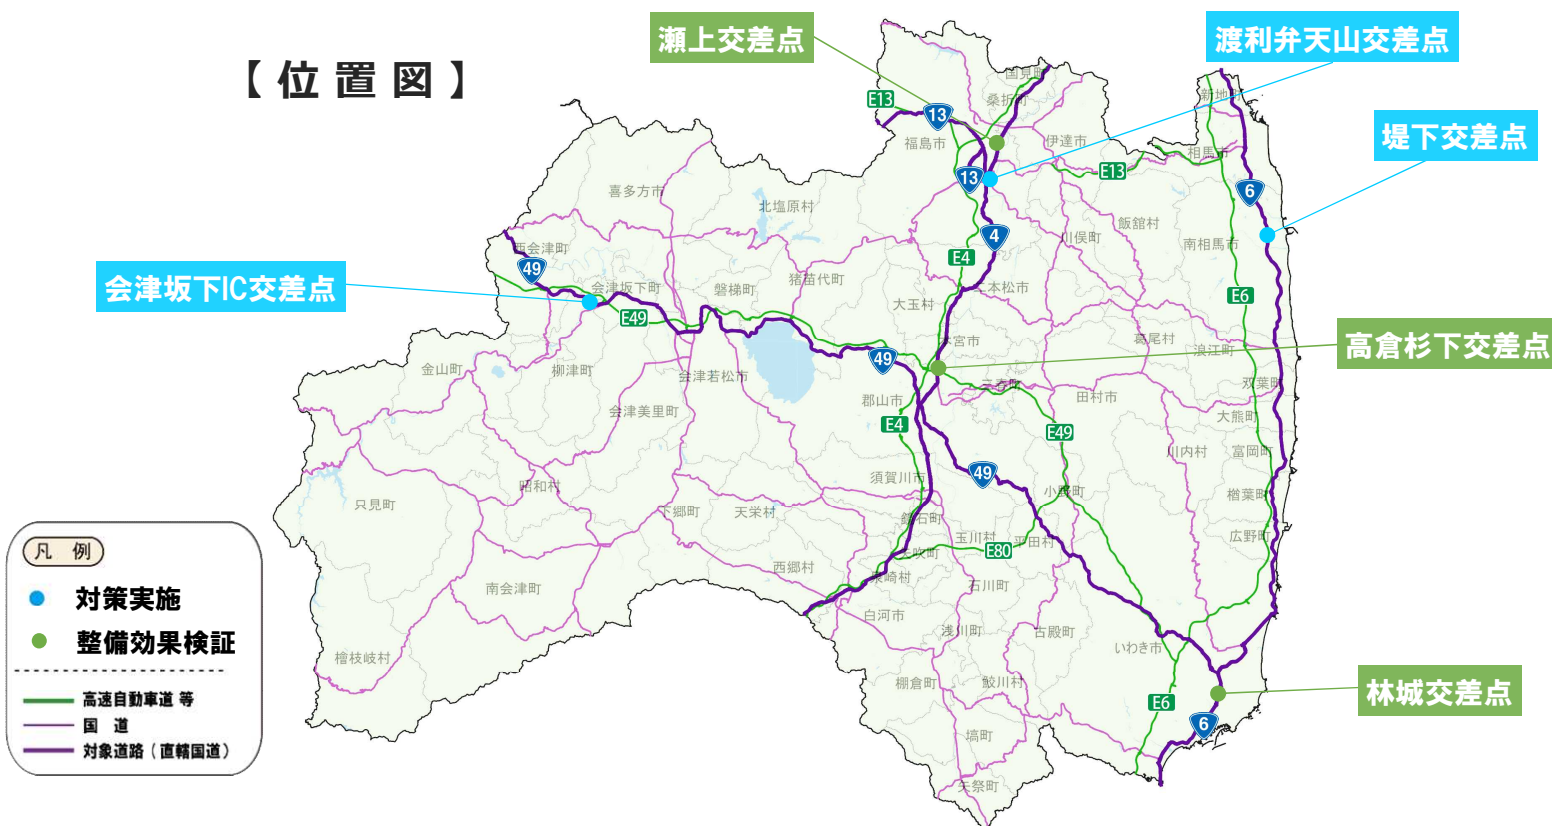 【位置図】
瀬上交差点
渡利弁天山交差点
堤下交差点
会津坂下IC交差点
高倉杉下交差点
林城交差点
国見町
桑折町
新地町
E13
13
福島市
伊達市
相馬市
E13
13
6
喜多方市
北塩原村
飯舘村
川俣町
南相馬市
4
西会津町
49
E4
会津坂下町
磐梯町
猪苗代町
二本松市
大玉村
E6
E49
本宮市
葛尾村
浪江町
49
金山町
柳津町
会津若松市
三春町
双葉町
郡山市
田村市
大熊町
会津美里町
E4
E49
川内村
富岡町
49
須賀川市
小野町
昭和村
楢葉町
只見町
下郷町
天栄村
鏡石町
玉川村
平田村
広野町
E80
矢吹町
西郷村
泉崎村
石川町
南会津町
白河市
浅川町
古殿町
いわき市
檜枝岐村
棚倉町
鮫川村
E6
6
塙町
矢祭町
凡 例
対策実施
整備効果検証
高速自動車道 等
国 道
対象道路（直轄国道）